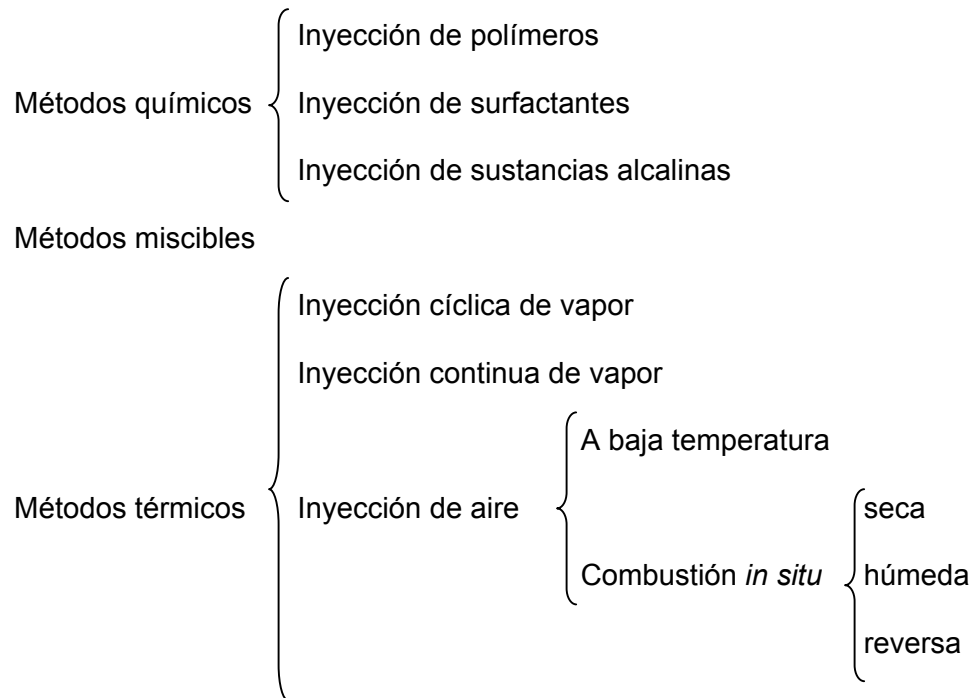 Métodos químicos
Inyección de polímeros
Inyección de surfactantes
Inyección de sustancias alcalinas
Métodos miscibles
Métodos térmicos
Inyección cíclica de vapor
Inyección continua de vapor
Inyección de aire
A baja temperatura
Combustión in situ
seca
húmeda
reversa